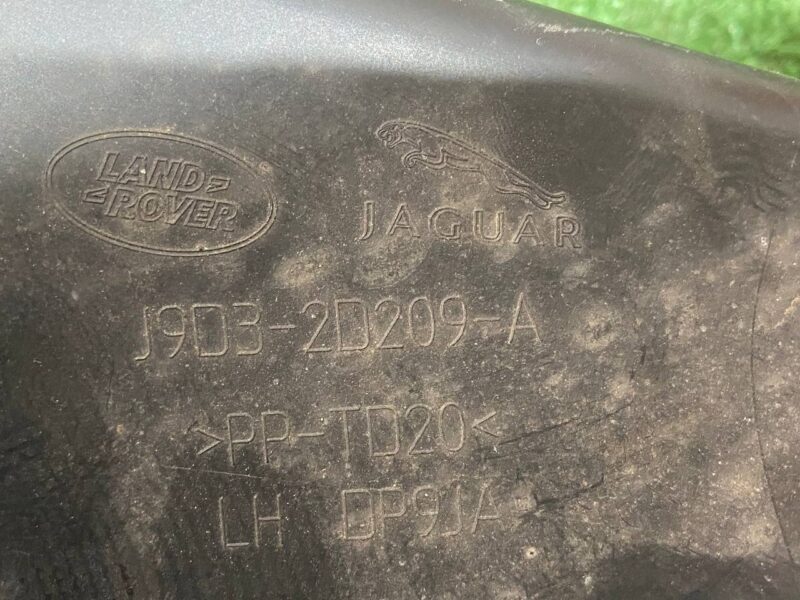 LAND
ROVER
JAGUAR
J9D3-2D209-A
>PP-TD20<
LH DP9JA